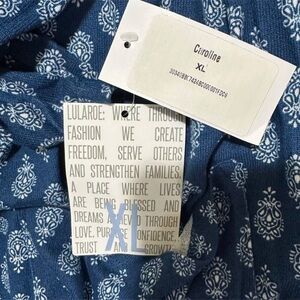 Caroline
XL
LULAROE: WHERE THROUGH
FASHION WE CREATE
FREEDOM, SERVE OTHERS
AND STRENGTHEN FAMILIES.
A PLACE WHERE LIVES
ARE BEING BLESSED AND
DREAMS THROUGH
LOVE, CONFIDENCE,
TRUST AND GROWTH
XL